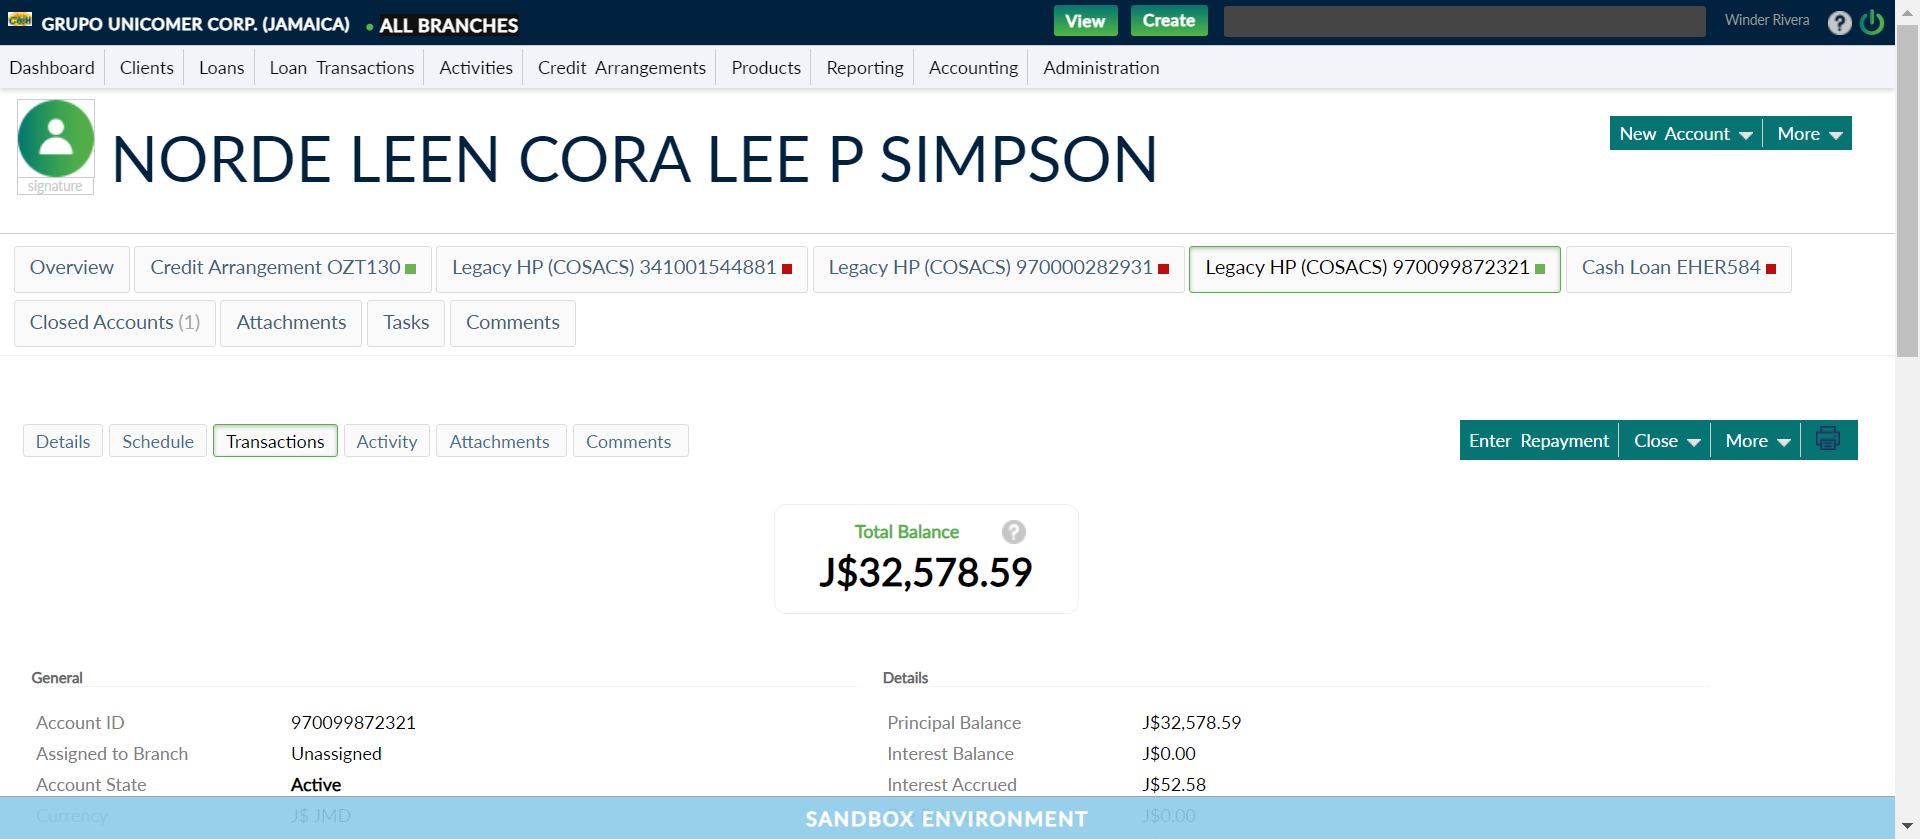 GRUPO UNICOMER CORP. (JAMAICA) • ALL BRANCHES View Create Winder Rivera ?
Dashboard Clients Loans Loan Transactions Activities Credit Arrangements Products Reporting Accounting Administration
NORDE LEEN CORA LEE P SIMPSON
New Account More
signature
Overview Credit Arrangement OZT130 Legacy HP (COSACS) 341001544881 Legacy HP (COSACS) 970000282931 Legacy HP (COSACS) 970099872321 Cash Loan EHER584
Closed Accounts (1) Attachments Tasks Comments
Details Schedule Transactions Activity Attachments Comments Enter Repayment Close More
Total Balance ?
J$32,578.59
General Details
Account ID 970099872321 Principal Balance J$32,578.59
Assigned to Branch Unassigned Interest Balance J$0.00
Account State Active Interest Accrued J$52.58
Currency J$ JMD J$0.00
SANDBOX ENVIRONMENT